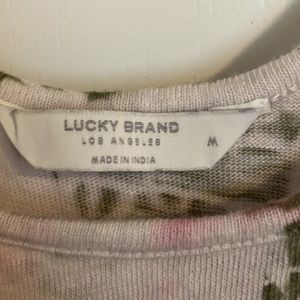 LUCKY BRAND
LOS ANGELES
M
MADE IN INDIA